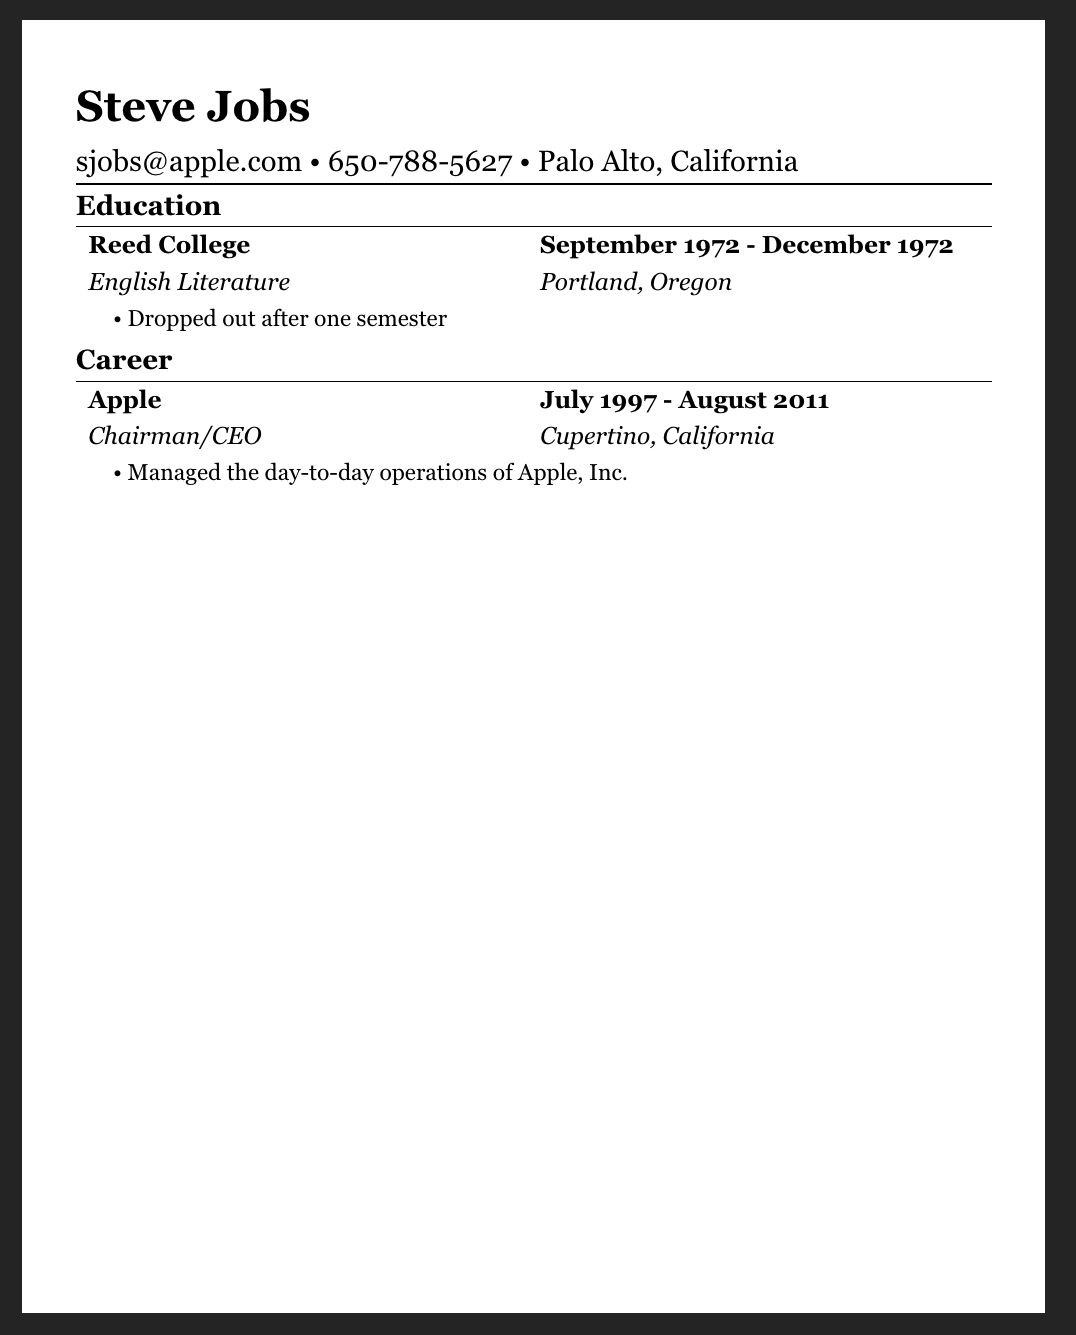 Steve Jobs
sjobs@apple.com • 650-788-5627 • Palo Alto, California
Education
Reed College September 1972 - December 1972
English Literature Portland, Oregon
• Dropped out after one semester
Career
Apple July 1997 - August 2011
Chairman/CEO Cupertino, California
• Managed the day-to-day operations of Apple, Inc.